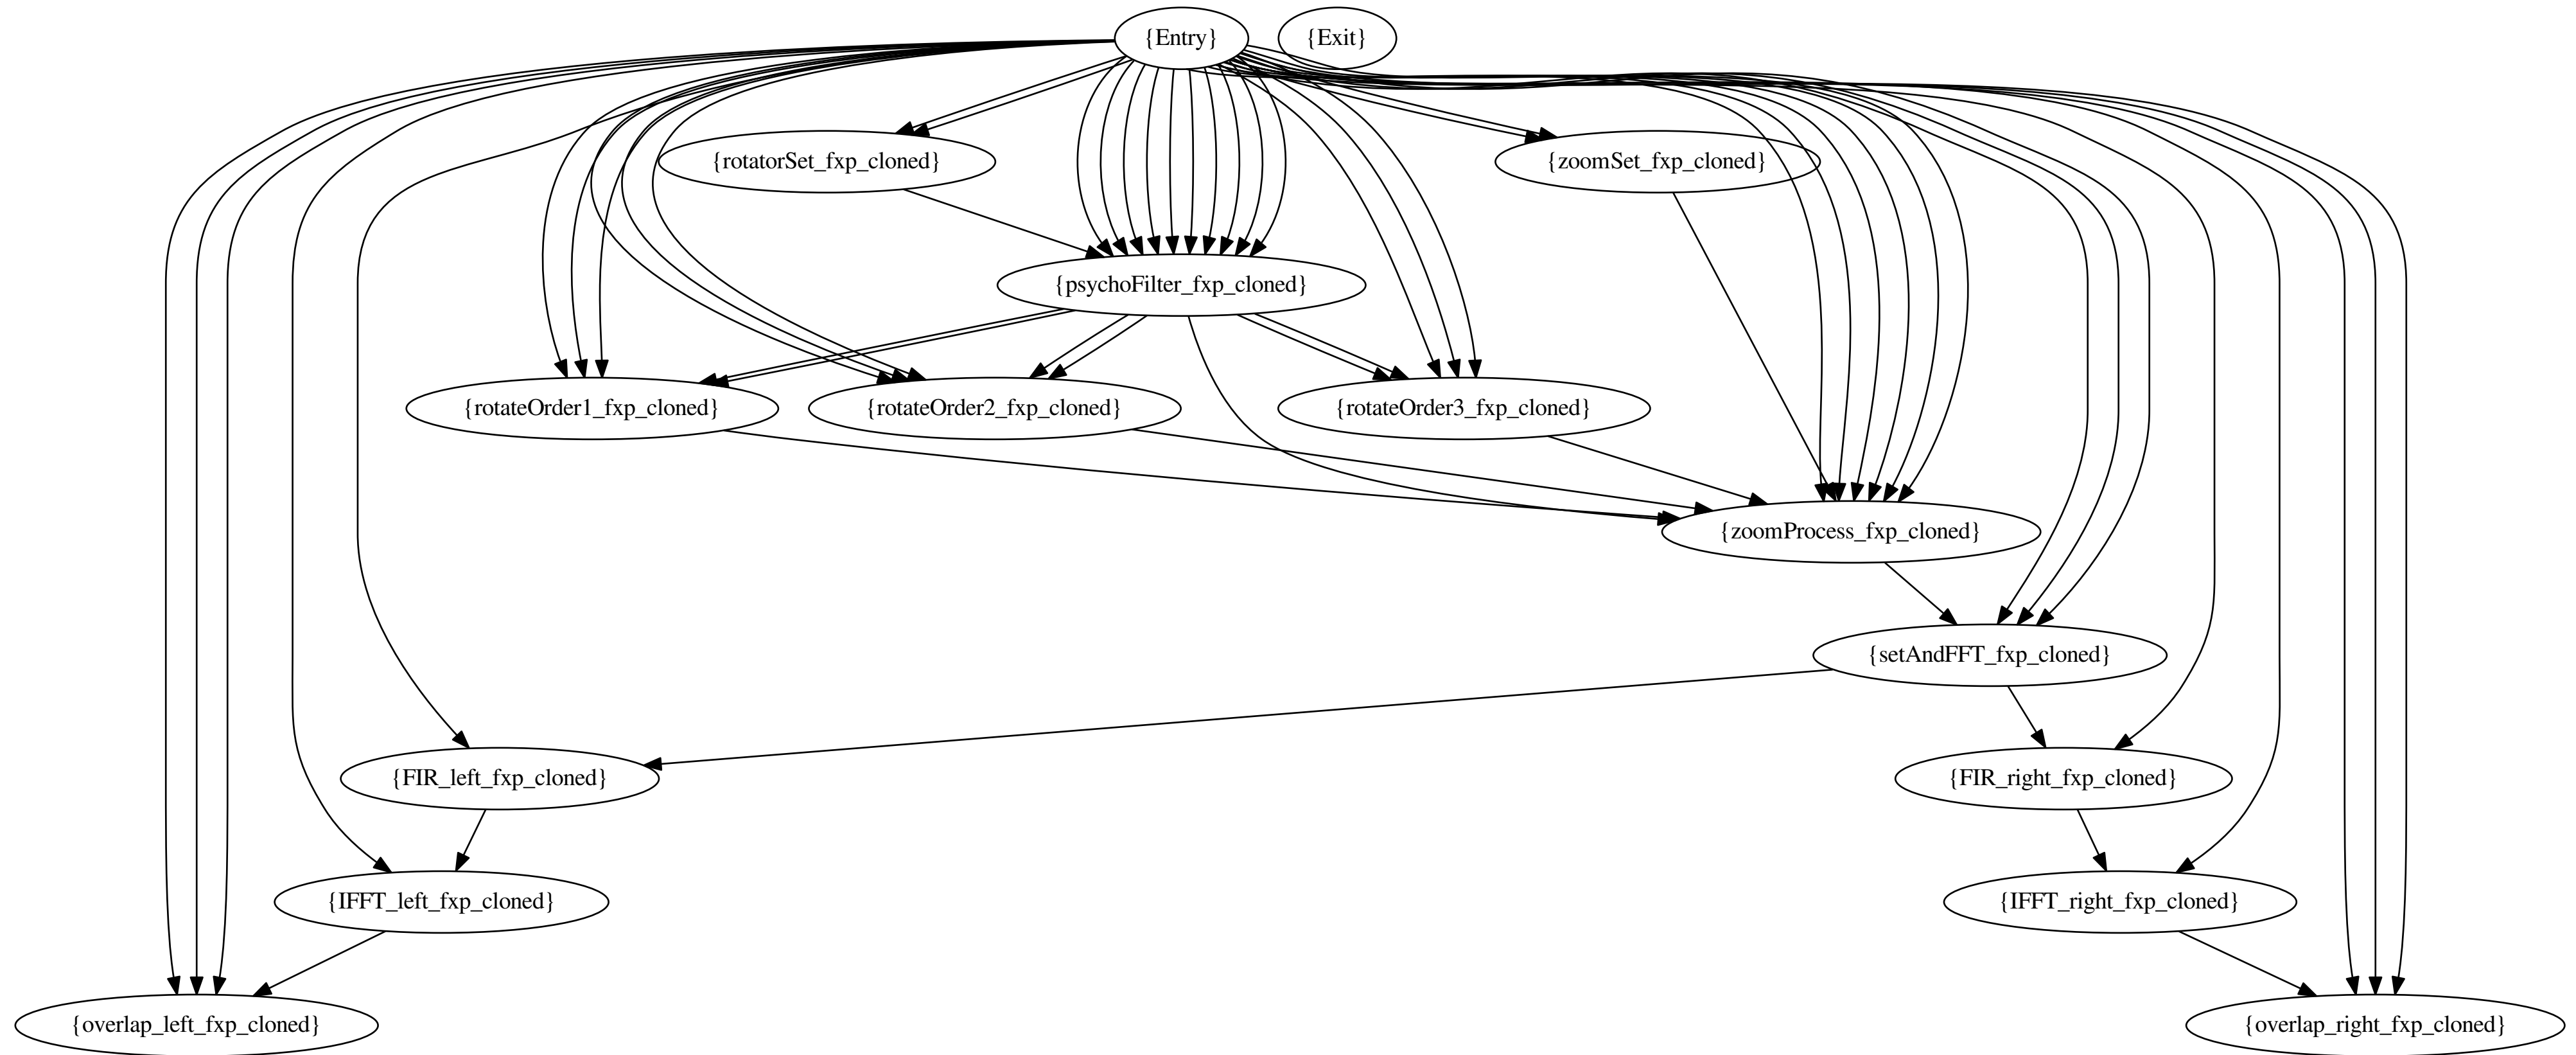 {Entry}
{Exit}
{rotatorSet_fxp_cloned}
{zoomSet_fxp_cloned}
{psychoFilter_fxp_cloned}
{rotateOrder1_fxp_cloned}
{rotateOrder2_fxp_cloned}
{rotateOrder3_fxp_cloned}
{zoomProcess_fxp_cloned}
{setAndFFT_fxp_cloned}
{FIR_left_fxp_cloned}
{FIR_right_fxp_cloned}
{IFFT_left_fxp_cloned}
{IFFT_right_fxp_cloned}
{overlap_left_fxp_cloned}
{overlap_right_fxp_cloned}